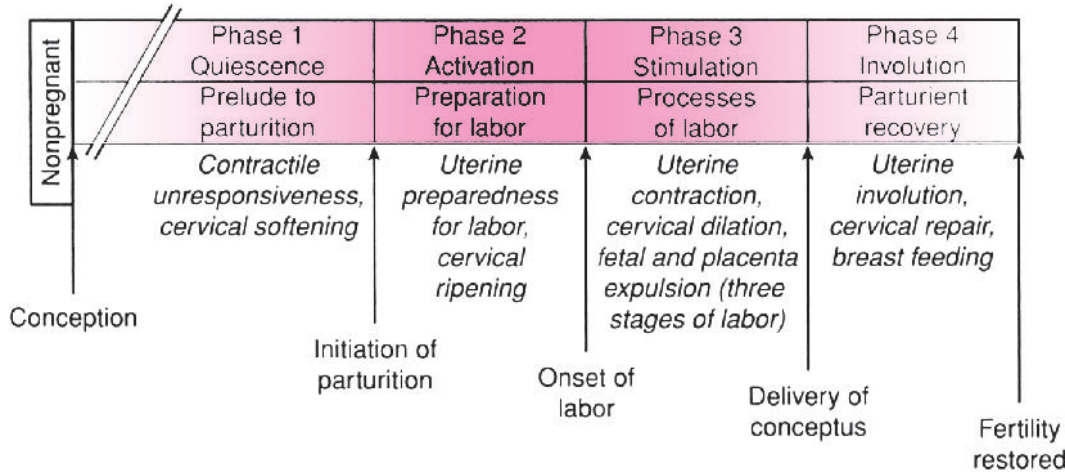 Nonpregnant
Phase 1
Quiescence
Prelude to
parturition
Contractile
unresponsiveness,
cervical softening
Phase 2
Activation
Preparation
for labor
Uterine
preparedness
for labor,
cervical
ripening
Phase 3
Stimulation
Processes
of labor
Uterine
contraction,
cervical dilation,
fetal and placenta
expulsion (three
stages of labor)
Phase 4
Involution
Parturient
recovery
Uterine
involution,
cervical repair,
breast feeding
Conception
Initiation of
parturition
Onset of
labor
Delivery of
conceptus
Fertility
restored